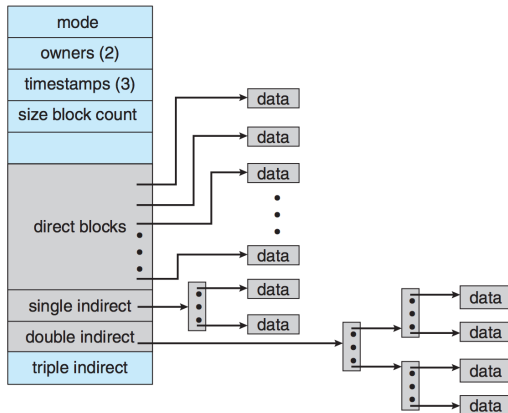 mode
owners (2)
timestamps (3)
size block count
data
data
data
direct blocks
data
data
single indirect
data
data
double indirect
data
triple indirect
data
data